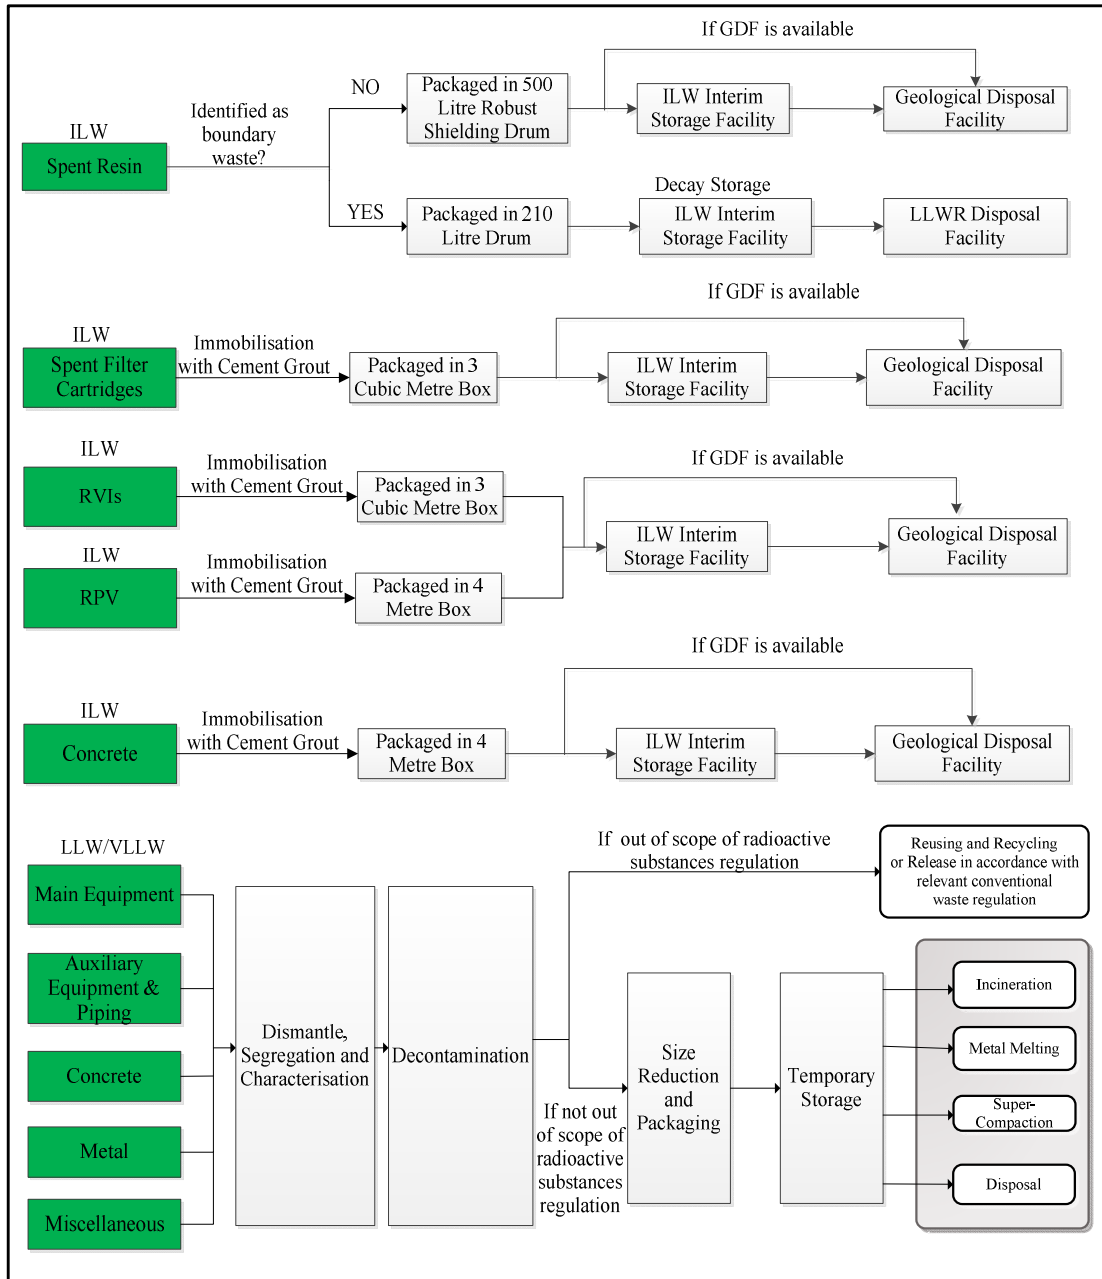 If GDF is available
ILW
Spent Resin
Identified as
boundary
waste?
NO
Packaged in 500
Litre Robust
Shielding Drum
ILW Interim
Storage Facility
Geological Disposal
Facility
YES
Packaged in 210
Litre Drum
Decay Storage
ILW Interim
Storage Facility
LLWR Disposal
Facility
If GDF is available
ILW
Spent Filter
Cartridges
Immobilisation
with Cement Grout
Packaged in 3
Cubic Metre Box
ILW Interim
Storage Facility
Geological Disposal
Facility
If GDF is available
ILW
RVIs
Immobilisation
with Cement Grout
Packaged in 3
Cubic Metre Box
ILW Interim
Storage Facility
Geological Disposal
Facility
ILW
RPV
Immobilisation
with Cement Grout
Packaged in 4
Metre Box
If GDF is available
ILW
Concrete
Immobilisation
with Cement Grout
Packaged in 4
Metre Box
ILW Interim
Storage Facility
Geological Disposal
Facility
LLW/VLLW
Main Equipment
Auxiliary
Equipment &
Piping
Concrete
Metal
Miscellaneous
Dismantle,
Segregation and
Characterisation
Decontamination
If out of scope of radioactive
substances regulation
Reusing and Recycling
or Release in accordance with
relevant conventional
waste regulation
If not out
of scope of
radioactive
substances
regulation
Size
Reduction
and
Packaging
Temporary
Storage
Incineration
Metal Melting
Super-
Compaction
Disposal